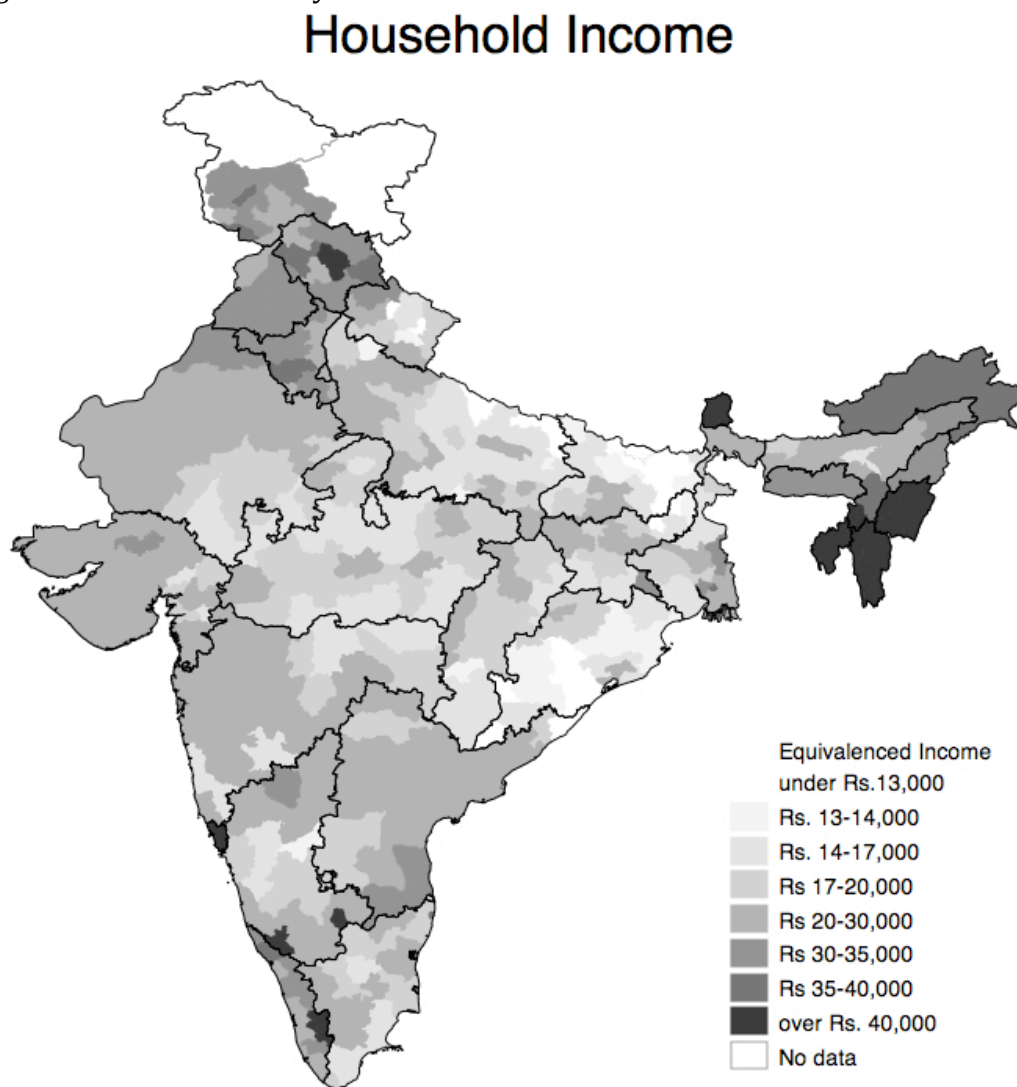 Household Income
Equivalenced Income
under Rs.13,000
Rs. 13-14,000
Rs. 14-17,000
Rs 17-20,000
Rs 20-30,000
Rs 30-35,000
Rs 35-40,000
over Rs. 40,000
No data